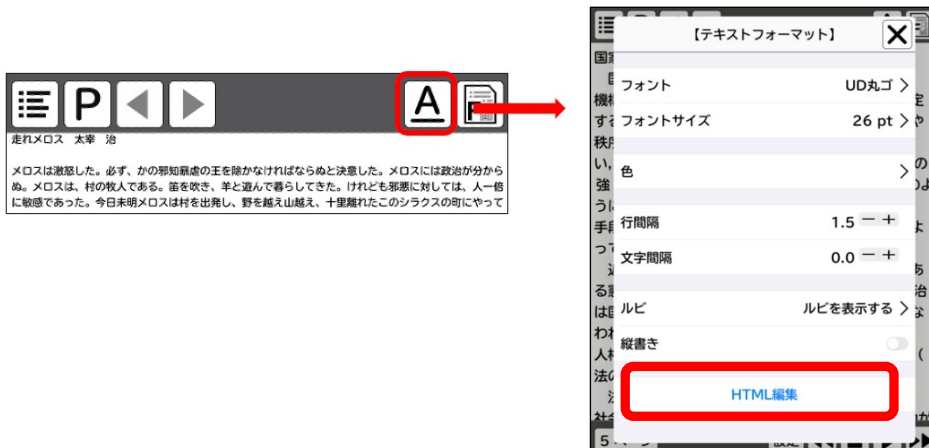 P
A
走れメロス 太宰 治
メロスは激怒した。必ず、かの邪知暴虐の王を除かなければならぬと決意した。メロスには政治が分から
ぬ。メロスは、村の牧人である。笛を吹き、羊と遊んで暮らしてきた。けれども邪悪に対しては、人一倍
に敏感であった。今日未明メロスは村を出発し、野を越え山越え、十里離れたこのシラクスの町にやって
【テキストフォーマット】
フォント UD丸ゴ
フォントサイズ 26 pt
色
行間隔 1.5 − +
文字間隔 0.0 − +
ルビ ルビを表示する
縦書き
HTML編集